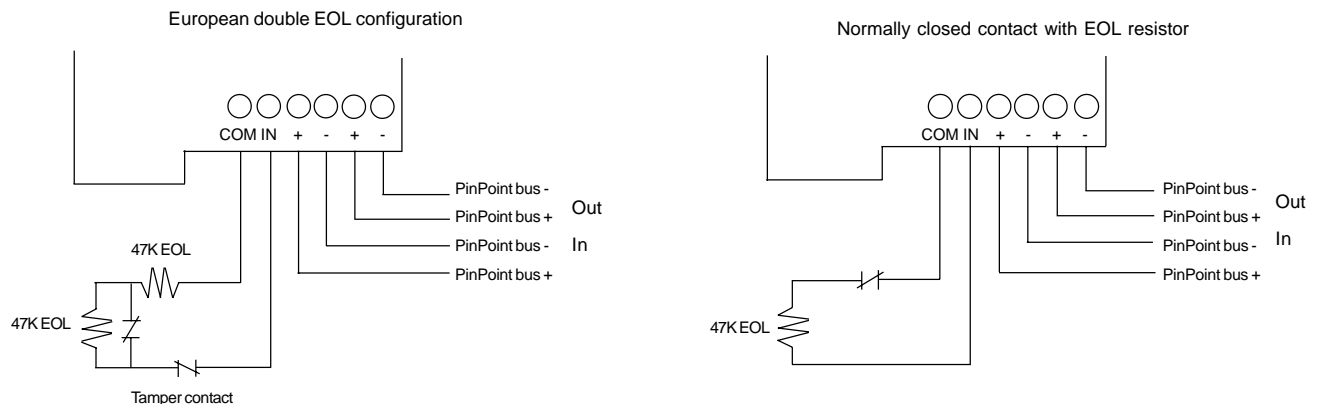 European double EOL configuration
COM IN + - + -
PinPoint bus -
PinPoint bus +
Out
PinPoint bus -
In
PinPoint bus +
47K EOL
47K EOL
Tamper contact
Normally closed contact with EOL resistor
COM IN + - + -
PinPoint bus -
PinPoint bus +
Out
PinPoint bus -
In
PinPoint bus +
47K EOL